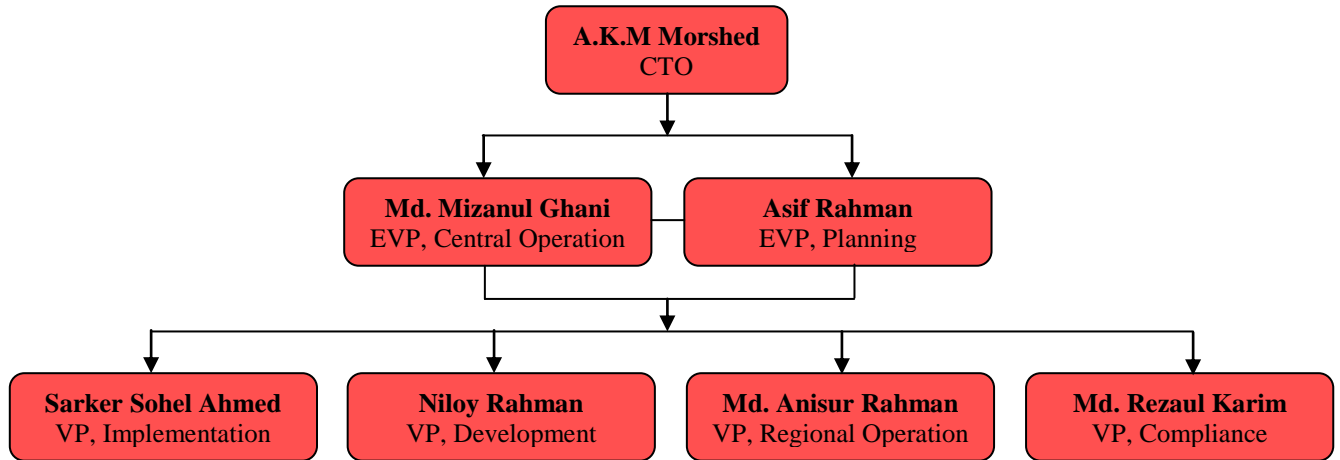 A.K.M Morshed
CTO
Md. Mizanul Ghani
EVP, Central Operation
Asif Rahman
EVP, Planning
Sarker Sohel Ahmed
VP, Implementation
Niloy Rahman
VP, Development
Md. Anisur Rahman
VP, Regional Operation
Md. Rezaul Karim
VP, Compliance